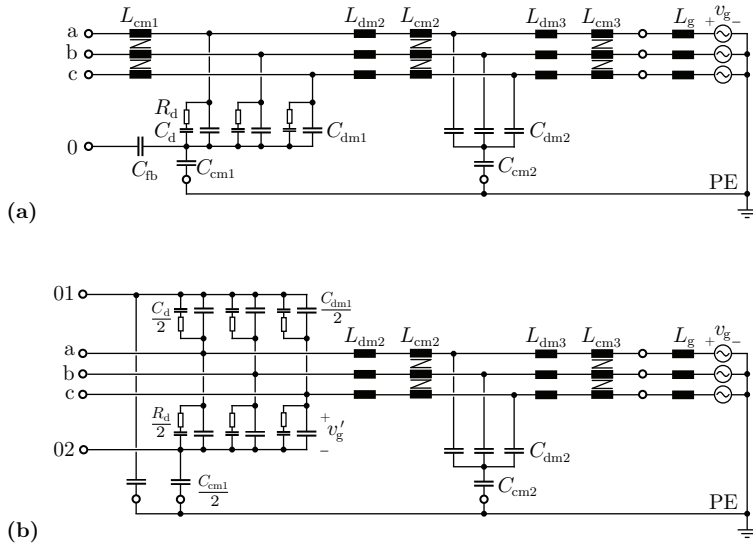 L_cm1 L_dm2 L_cm2 L_dm3 L_cm3 L_g + v_g -
a
b
c
R_d
C_d C_dm1 C_dm2
0
C_fb C_cm1 C_cm2
PE
(a)
01
C_d/2 C_dm1/2
L_dm2 L_cm2 L_dm3 L_cm3 L_g + v_g -
a
b
c
R_d/2 + v_g' - C_dm2
02
C_cm1/2 C_cm2
PE
(b)